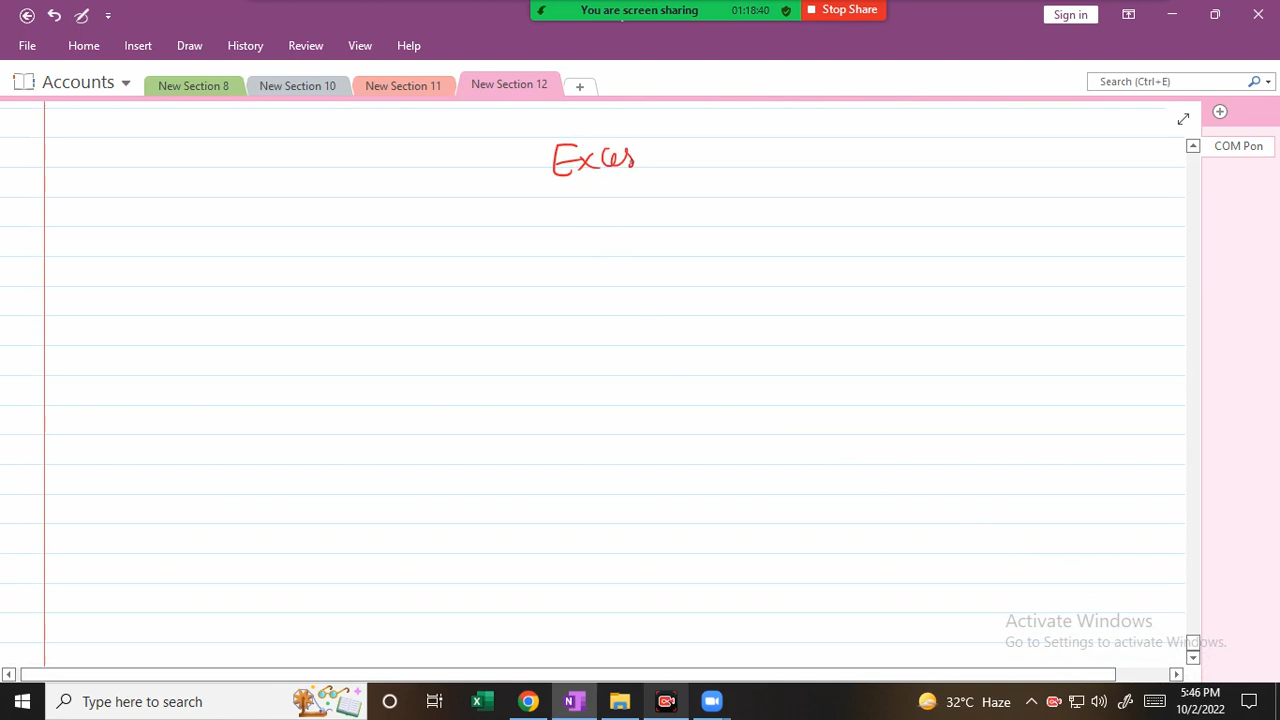 You are screen sharing 01:18:40 Stop Share
Sign in
File Home Insert Draw History Review View Help
Accounts New Section 8 New Section 10 New Section 11 New Section 12 + Search (Ctrl+E)
COM Pon
Exces
Activate Windows
Go to Settings to activate Windows.
Type here to search
32°C Haze
5:46 PM
10/2/2022